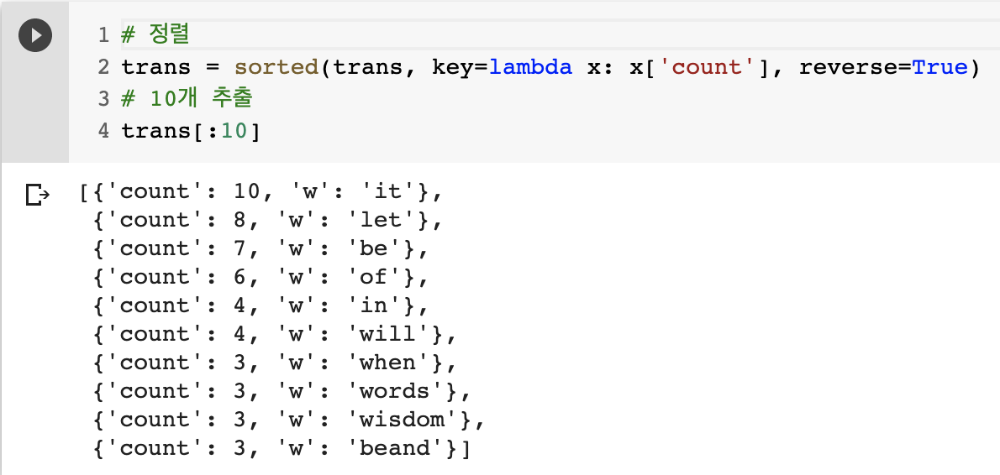 1 # 정렬
2 trans = sorted(trans, key=lambda x: x['count'], reverse=True)
3 # 10개 추출
4 trans[:10]
[{'count': 10, 'w': 'it'},
{'count': 8, 'w': 'let'},
{'count': 7, 'w': 'be'},
{'count': 6, 'w': 'of'},
{'count': 4, 'w': 'in'},
{'count': 4, 'w': 'will'},
{'count': 3, 'w': 'when'},
{'count': 3, 'w': 'words'},
{'count': 3, 'w': 'wisdom'},
{'count': 3, 'w': 'beand'}]